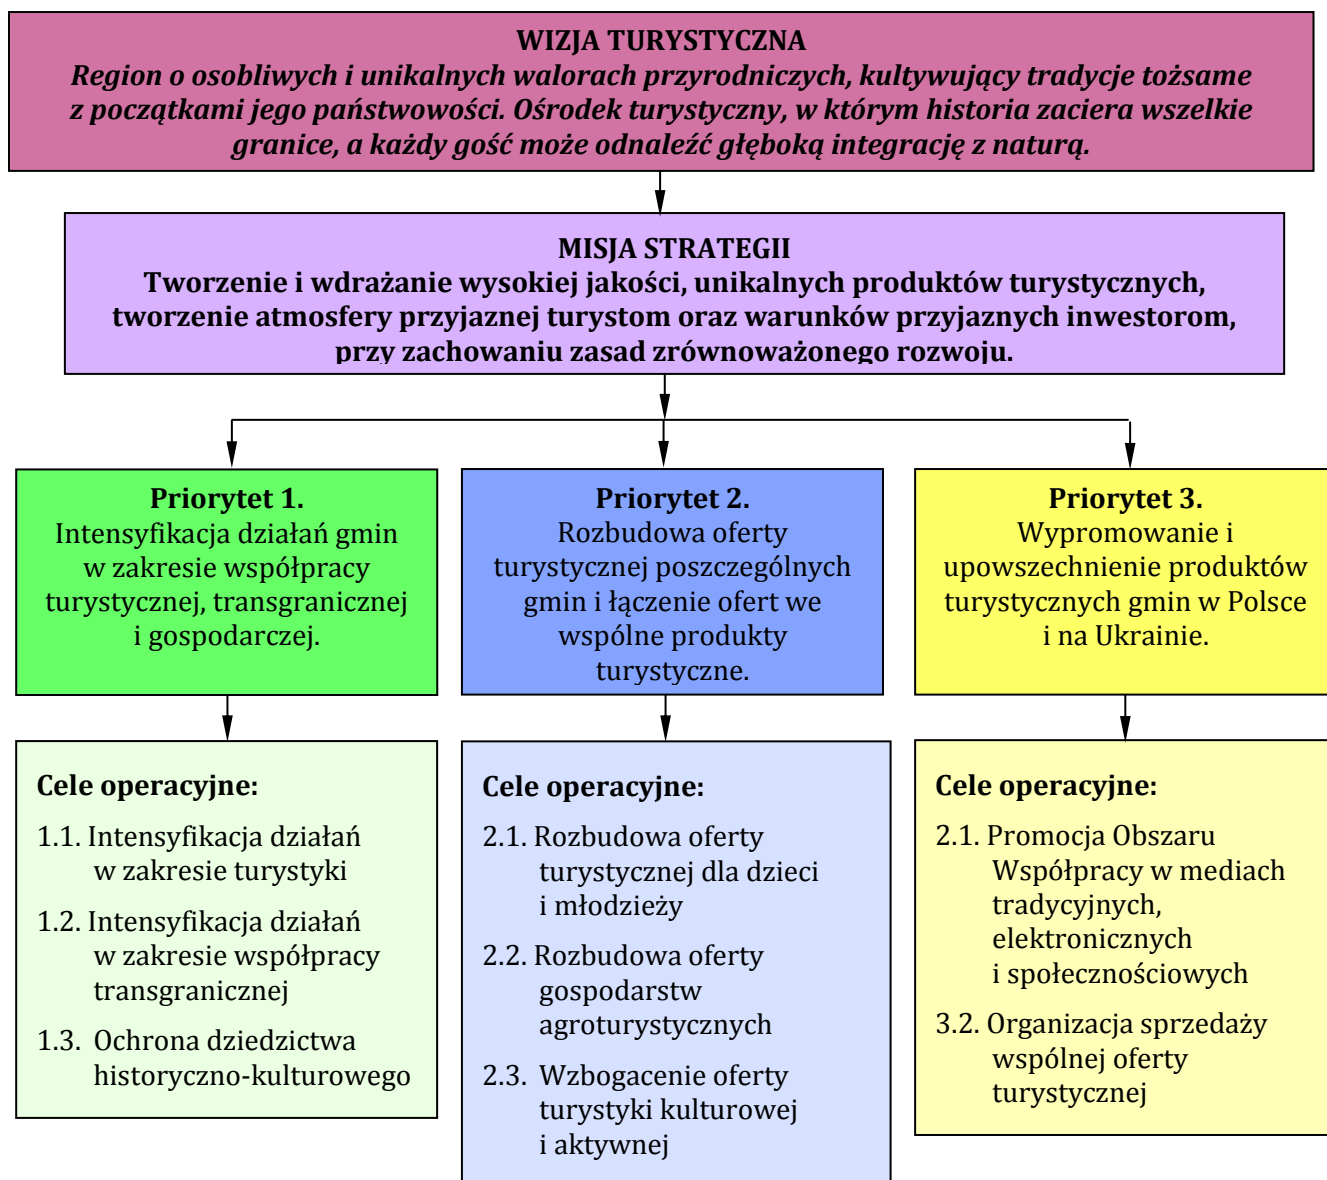 WIZJA TURYSTYCZNA
Region o osobliwych i unikalnych walorach przyrodniczych, kultywujący tradycje tożsame
z początkami jego państwowości. Ośrodek turystyczny, w którym historia zaciera wszelkie
granice, a każdy gość może odnaleźć głęboką integrację z naturą.
MISJA STRATEGII
Tworzenie i wdrażanie wysokiej jakości, unikalnych produktów turystycznych,
tworzenie atmosfery przyjaznej turystom oraz warunków przyjaznych inwestorom,
przy zachowaniu zasad zrównoważonego rozwoju.
Priorytet 1.
Intensyfikacja działań gmin
w zakresie współpracy
turystycznej, transgranicznej
i gospodarczej.
Priorytet 2.
Rozbudowa oferty
turystycznej poszczególnych
gmin i łączenie ofert we
wspólne produkty
turystyczne.
Priorytet 3.
Wypromowanie i
upowszechnienie produktów
turystycznych gmin w Polsce
i na Ukrainie.
Cele operacyjne:
1.1. Intensyfikacja działań
w zakresie turystyki
1.2. Intensyfikacja działań
w zakresie współpracy
transgranicznej
1.3. Ochrona dziedzictwa
historyczno-kulturowego
Cele operacyjne:
2.1. Rozbudowa oferty
turystycznej dla dzieci
i młodzieży
2.2. Rozbudowa oferty
gospodarstw
agroturystycznych
2.3. Wzbogacenie oferty
turystyki kulturowej
i aktywnej
Cele operacyjne:
2.1. Promocja Obszaru
Współpracy w mediach
tradycyjnych,
elektronicznych
i społecznościowych
3.2. Organizacja sprzedaży
wspólnej oferty
turystycznej